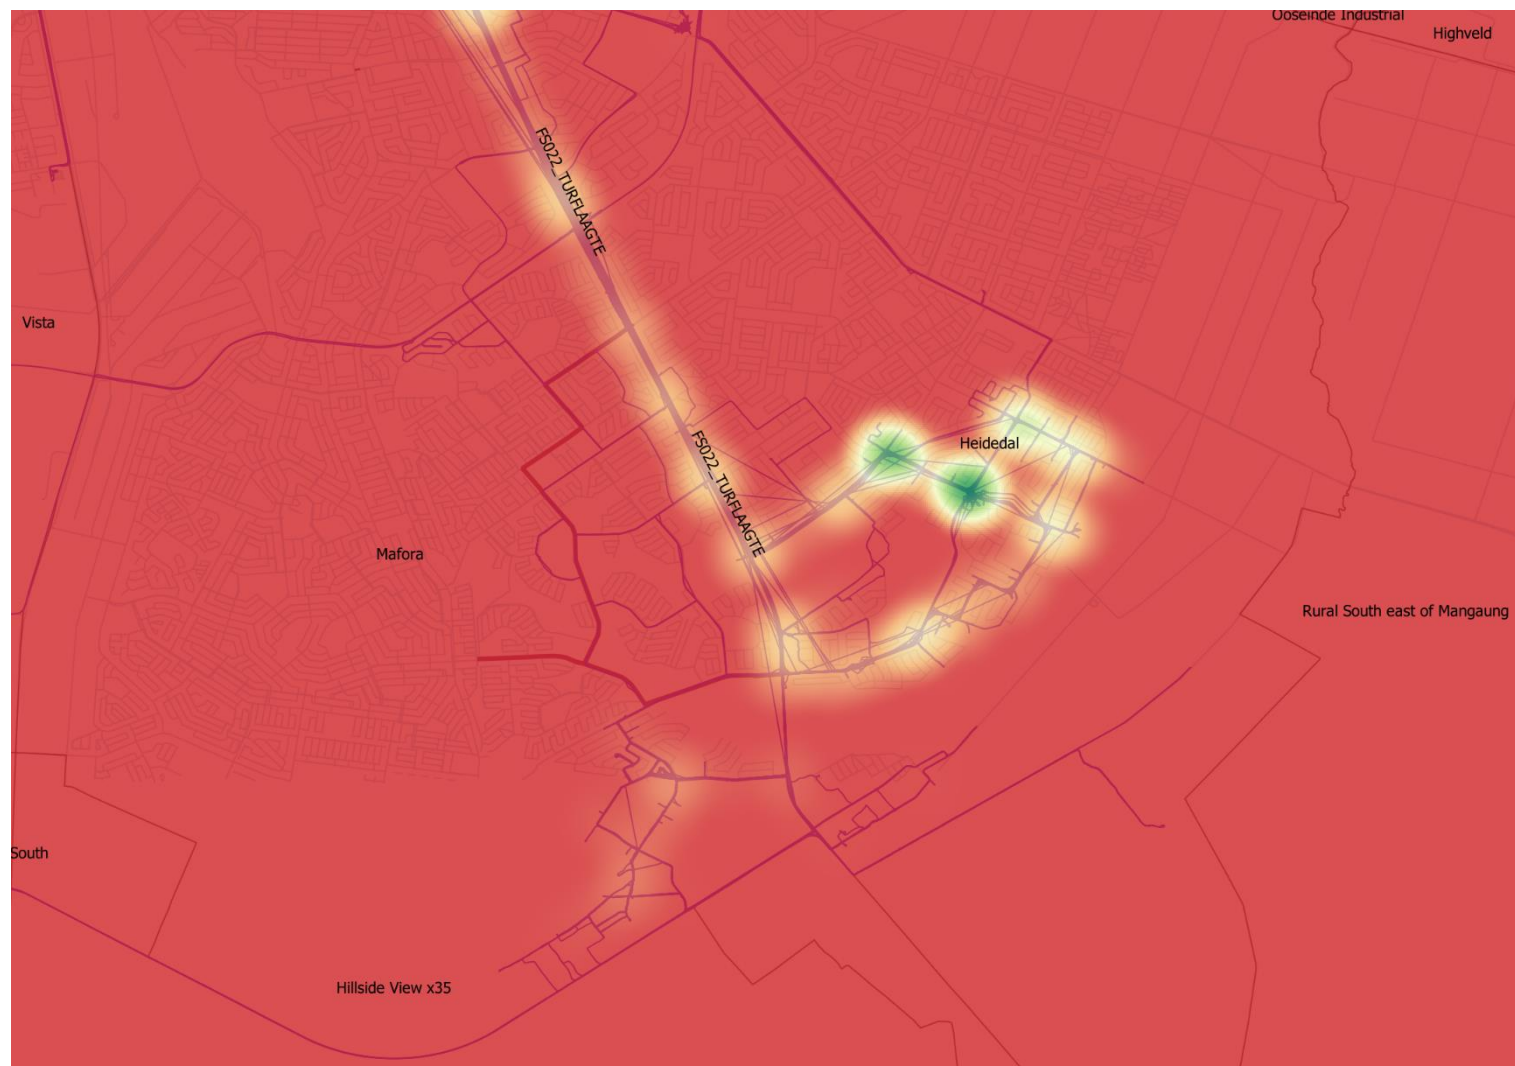 Ooseinde Industrial
Highveld
FS022_TURFLAAGTE
Vista
Heidedal
FS022_TURFLAAGTE
Mafora
Rural South east of Mangaung
South
Hillside View x35